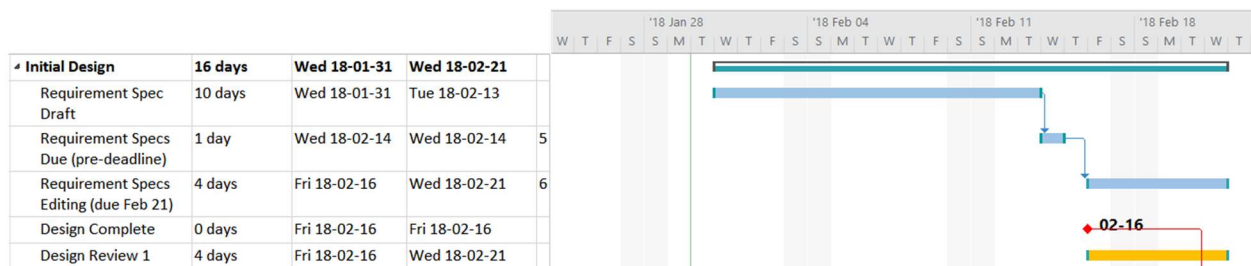 '18 Jan 28 '18 Feb 04 '18 Feb 11 '18 Feb 18
W T F S S M T W T F S S M T W T F S S M T W T F S S M T W T
Initial Design 16 days Wed 18-01-31 Wed 18-02-21
Requirement Spec 10 days Wed 18-01-31 Tue 18-02-13
Draft
Requirement Specs 1 day Wed 18-02-14 Wed 18-02-14 5
Due (pre-deadline)
Requirement Specs 4 days Fri 18-02-16 Wed 18-02-21 6
Editing (due Feb 21)
Design Complete 0 days Fri 18-02-16 Fri 18-02-16 02-16
Design Review 1 4 days Fri 18-02-16 Wed 18-02-21